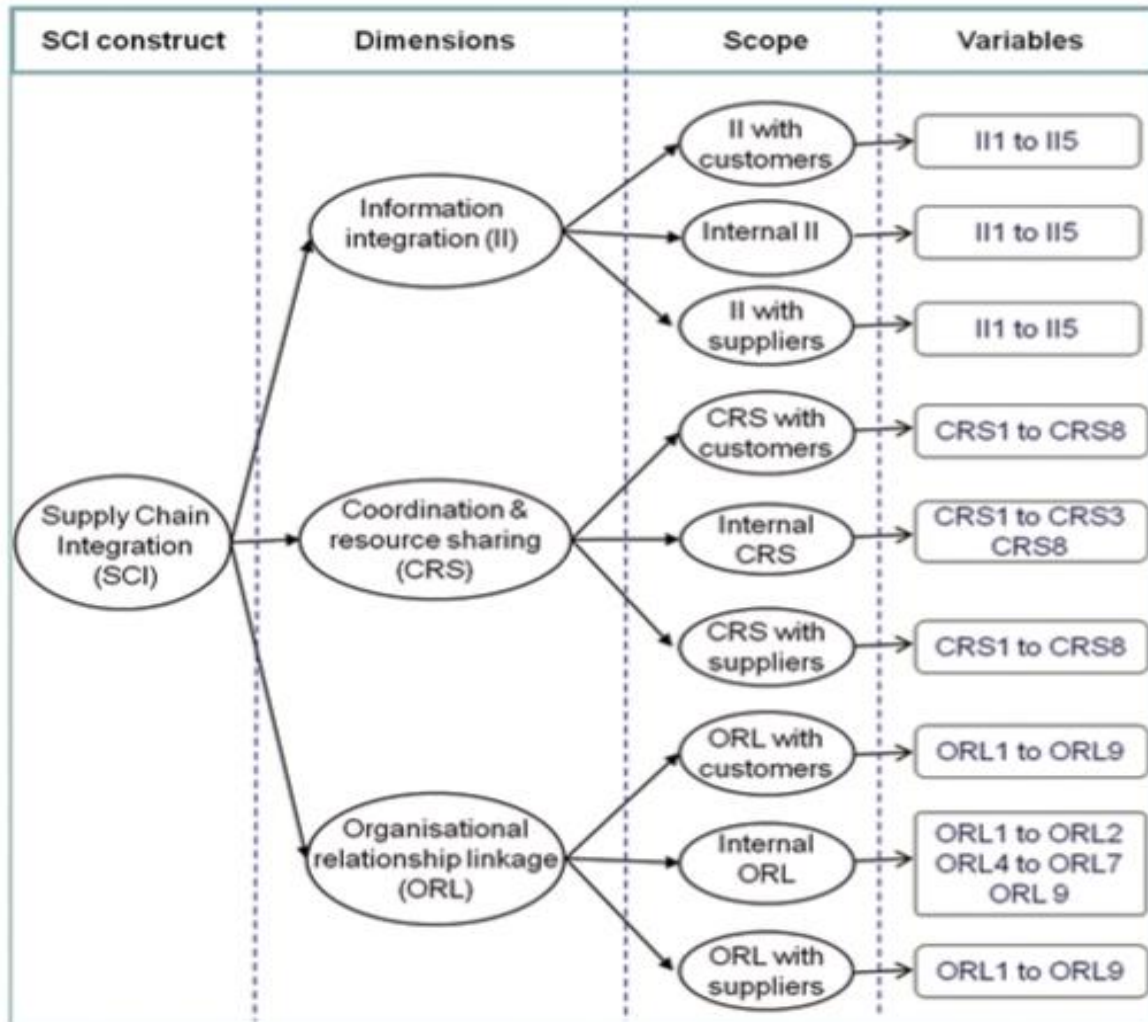 SCI construct
Dimensions
Scope
Variables
II with
customers
II1 to II5
Information
integration (II)
Internal II
II1 to II5
II with
suppliers
II1 to II5
CRS with
customers
CRS1 to CRS8
Supply Chain
Integration
(SCI)
Coordination &
resource sharing
(CRS)
Internal
CRS
CRS1 to CRS3
CRS8
CRS with
suppliers
CRS1 to CRS8
ORL with
customers
ORL1 to ORL9
Organisational
relationship linkage
(ORL)
Internal
ORL
ORL1 to ORL2
ORL4 to ORL7
ORL 9
ORL with
suppliers
ORL1 to ORL9